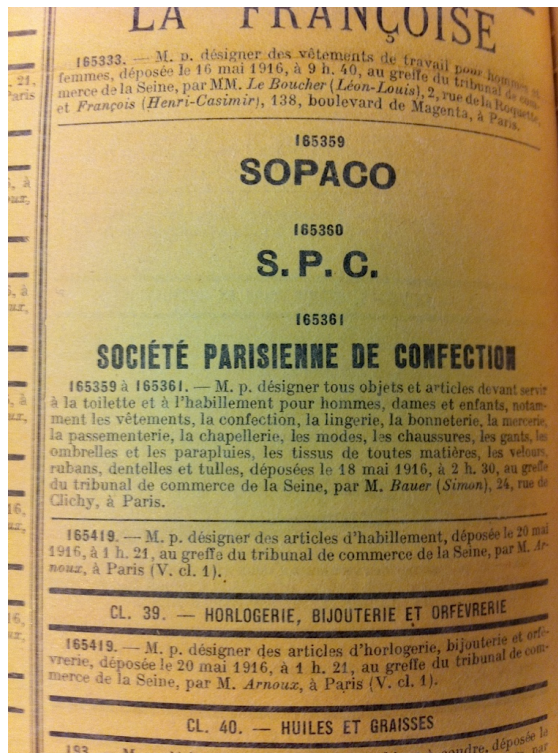 LA FRANÇOISE
165333. — M. p. désigner des vêtements de travail pour hommes et
femmes, déposée le 16 mai 1916, à 9 h. 40, au greffe du tribunal de com-
merce de la Seine, par MM. Le Boucher (Léon-Louis), 2, rue de la Roquette,
et François (Henri-Casimir), 138, boulevard de Magenta, à Paris.
165359
SOPACO
165360
S. P. C.
165361
SOCIÉTÉ PARISIENNE DE CONFECTION
165359 à 165361. — M. p. désigner tous objets et articles devant servir
à la toilette et à l'habillement pour hommes, dames et enfants, notam-
ment les vêtements, la confection, la lingerie, la bonneterie, la mercerie,
la passementerie, la chapellerie, les modes, les chaussures, les gants, les
ombrelles et les parapluies, les tissus de toutes matières, les velours,
rubans, dentelles et tulles, déposées le 18 mai 1916, à 2 h. 30, au greffe
du tribunal de commerce de la Seine, par M. Bauer (Simon), 24, rue de
Clichy, à Paris.
165419. — M. p. désigner des articles d'habillement, déposée le 20 mai
1916, à 1 h. 21, au greffe du tribunal de commerce de la Seine, par M. Ar-
noux, à Paris (V. cl. 1).
CL. 39. — HORLOGERIE, BIJOUTERIE ET ORFÈVRERIE
165419. — M. p. désigner des articles d'horlogerie, bijouterie et orfè-
vrerie, déposée le 20 mai 1916, à 1 h. 21, au greffe du tribunal de com-
merce de la Seine, par M. Arnoux, à Paris (V. cl. 1).
CL. 40. — HUILES ET GRAISSES
déposée le